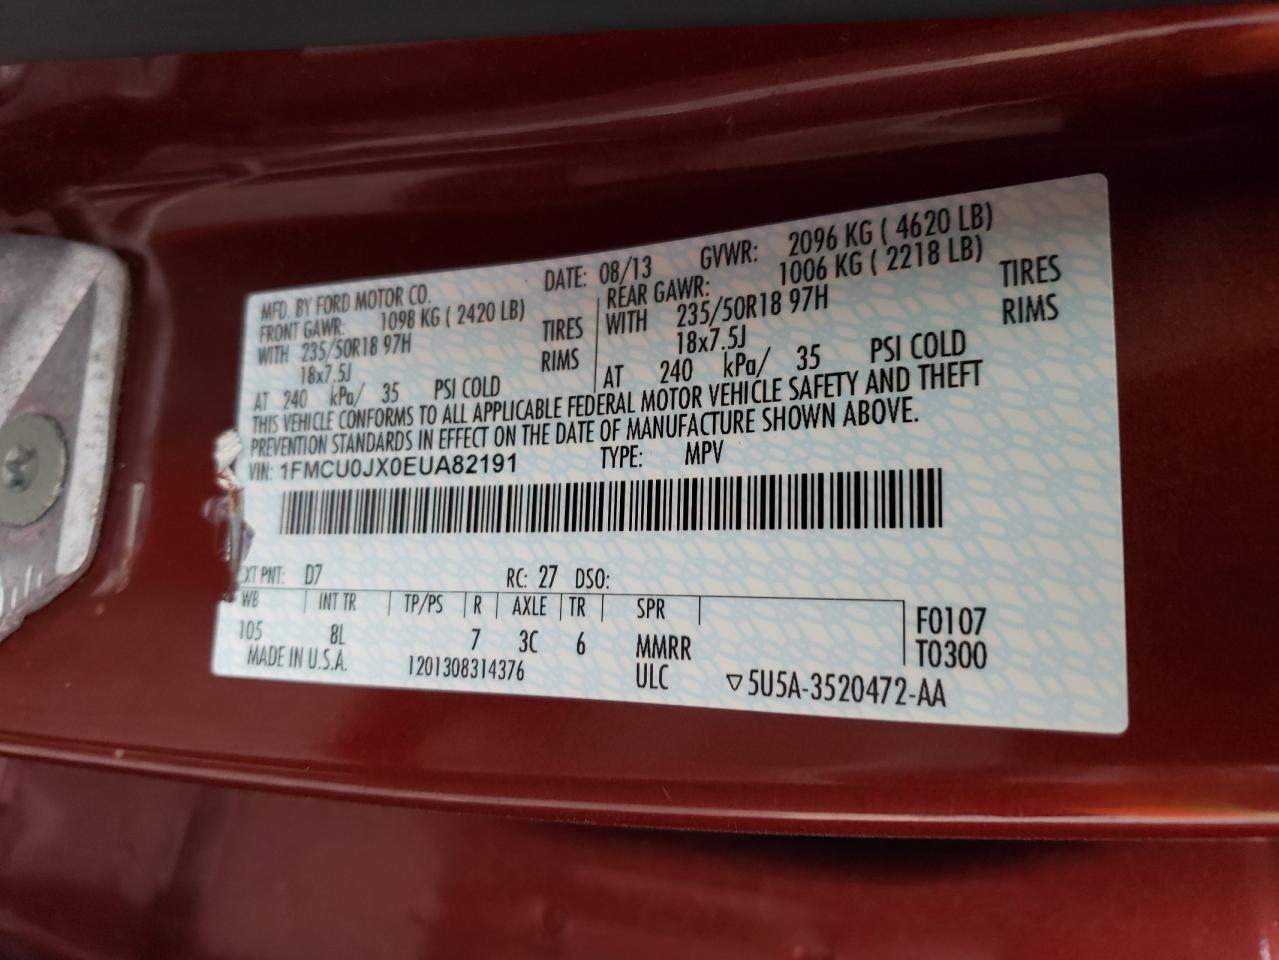 MFD. BY FORD MOTOR CO. DATE: 08/13 GVWR: 2096 KG ( 4620 LB)
FRONT GAWR: 1098 KG ( 2420 LB) REAR GAWR: 1006 KG ( 2218 LB)
WITH 235/50R18 97H TIRES WITH 235/50R18 97H TIRES
18x7.5J RIMS 18x7.5J RIMS
AT 240 kPa/ 35 PSI COLD AT 240 kPa/ 35 PSI COLD
THIS VEHICLE CONFORMS TO ALL APPLICABLE FEDERAL MOTOR VEHICLE SAFETY AND THEFT
PREVENTION STANDARDS IN EFFECT ON THE DATE OF MANUFACTURE SHOWN ABOVE.
VIN: 1FMCU0JX0EUA82191 TYPE: MPV
XT PNT: D7 RC: 27 DSO:
WB INT TR TP/PS R AXLE TR SPR F0107
105 8L 7 3C 6 MMRR T0300
MADE IN U.S.A. 1201308314376 ULC ▽5U5A-3520472-AA